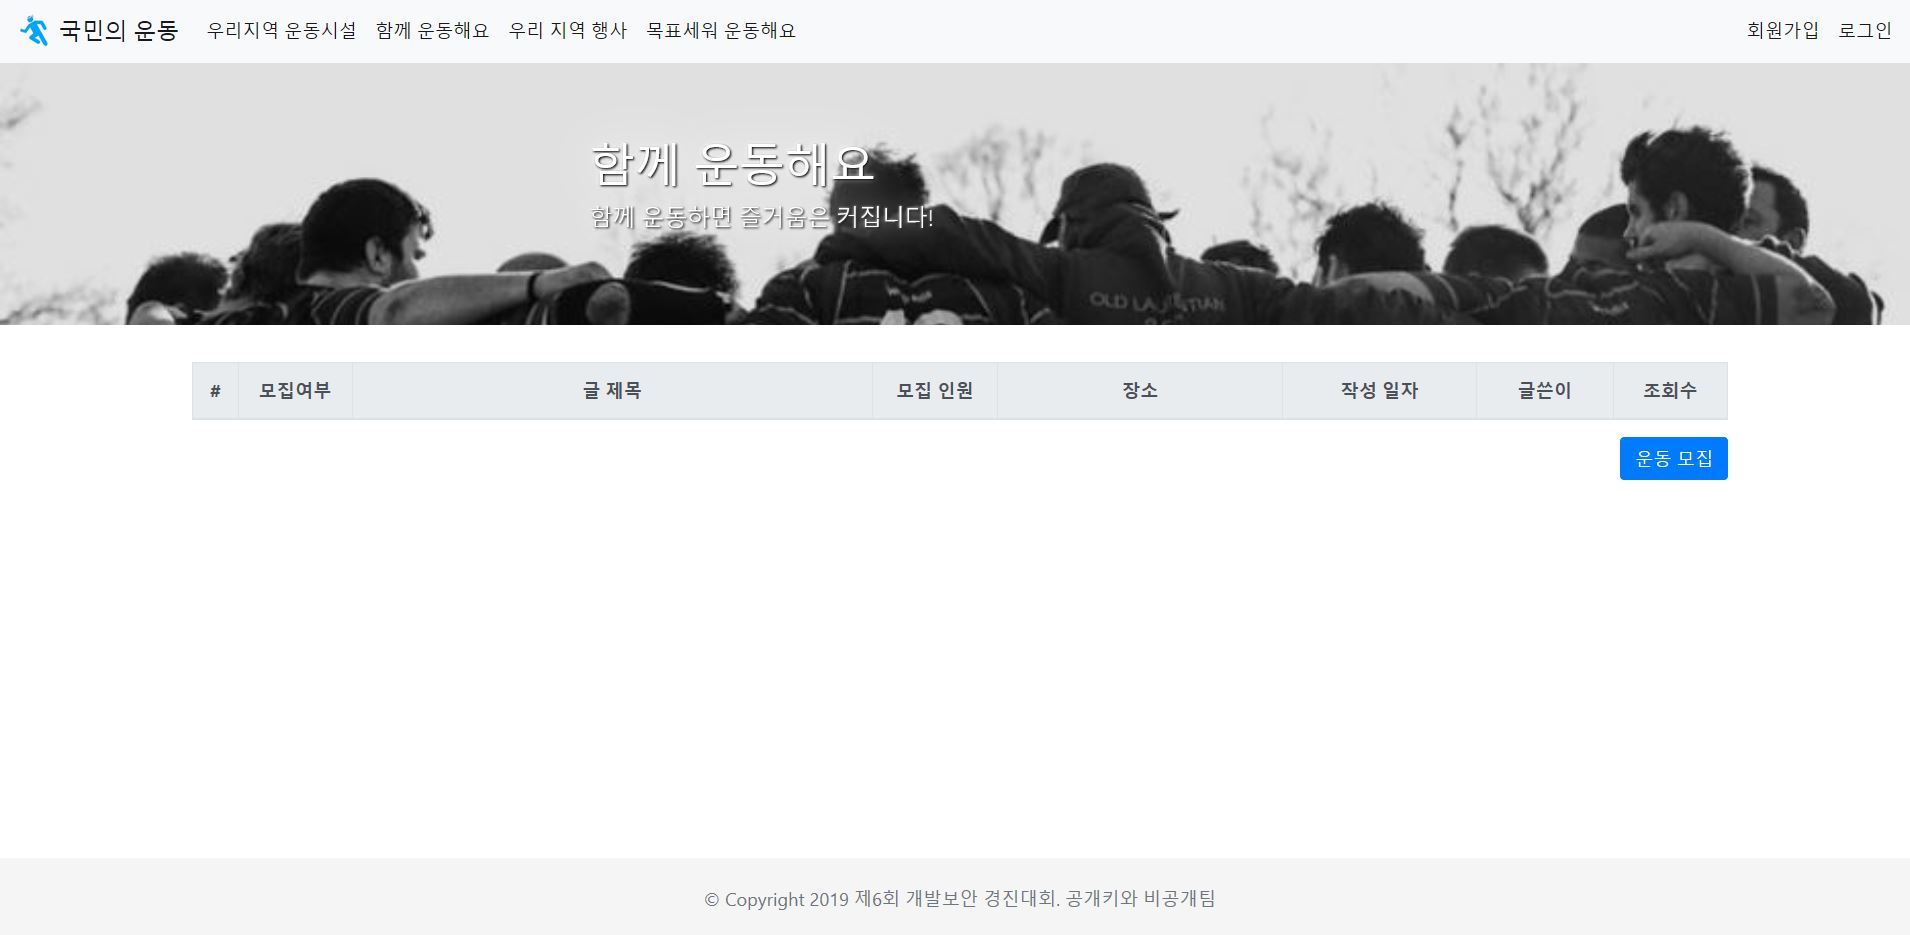 국민의 운동 우리지역 운동시설 함께 운동해요 우리 지역 행사 목표세워 운동해요 회원가입 로그인
함께 운동해요
함께 운동하면 즐거움은 커집니다!
# 모집여부 글 제목 모집 인원 장소 작성 일자 글쓴이 조회수
운동 모집
© Copyright 2019 제6회 개발보안 경진대회. 공개키와 비공개팀